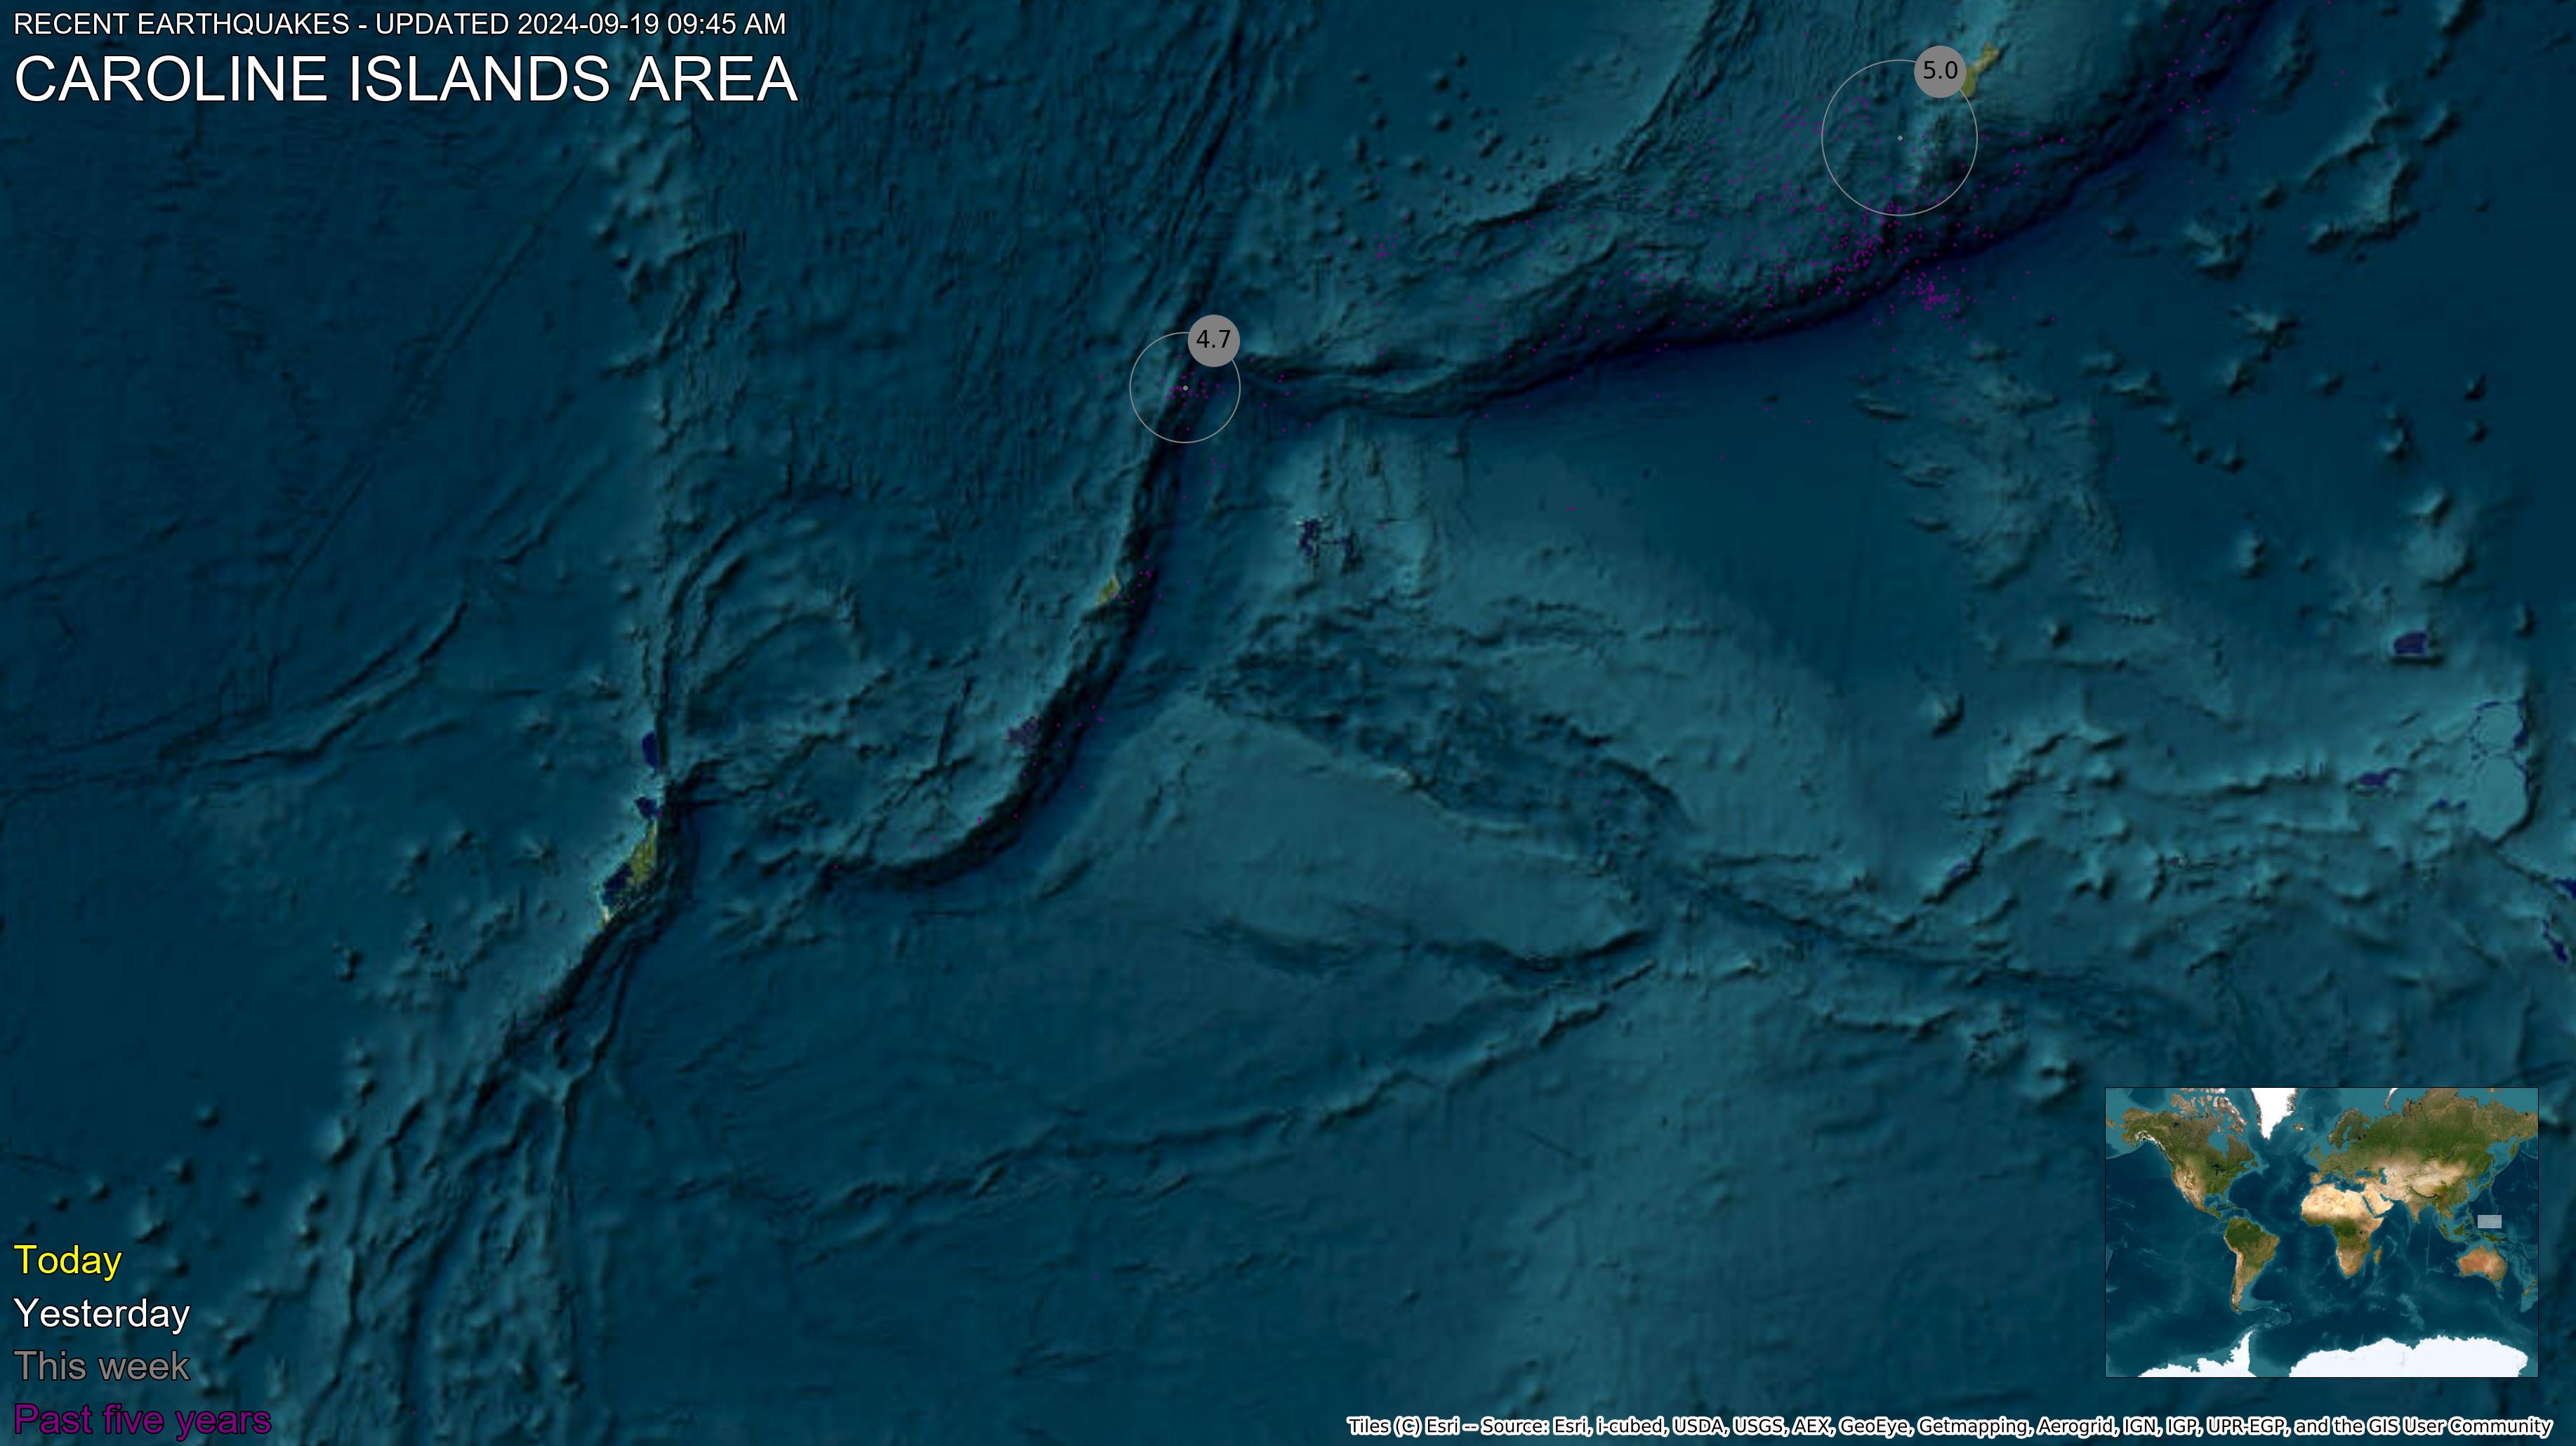 RECENT EARTHQUAKES - UPDATED 2024-09-19 09:45 AM
CAROLINE ISLANDS AREA
5.0
4.7
Today
Yesterday
This week
Past five years
Tiles (C) Esri -- Source: Esri, i-cubed, USDA, USGS, AEX, GeoEye, Getmapping, Aerogrid, IGN, IGP, UPR-EGP, and the GIS User Community